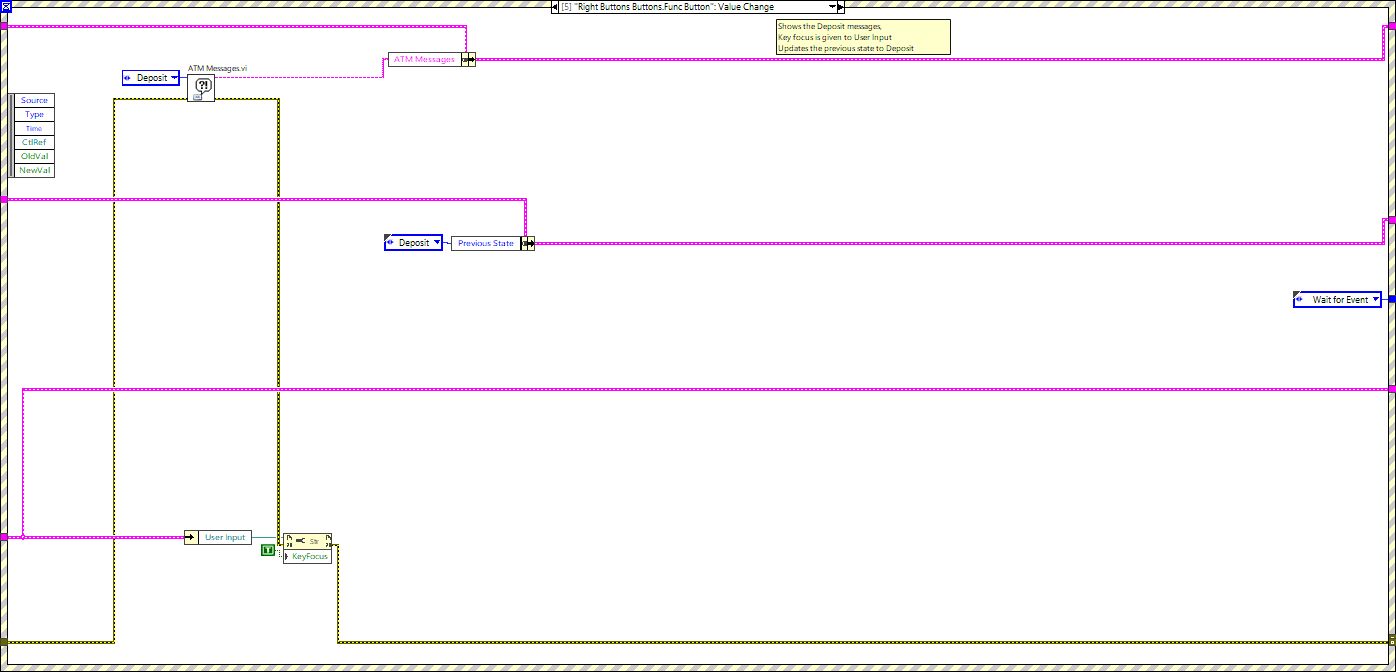 [5] "Right Buttons Buttons.Func Button": Value Change
Shows the Deposit messages,
Key focus is given to User Input
Updates the previous state to Deposit
ATM Messages
ATM Messages.vi
Deposit
?!
Source
Type
Time
CtlRef
OldVal
NewVal
Deposit
Previous State
Wait for Event
User Input
Str
T
KeyFocus